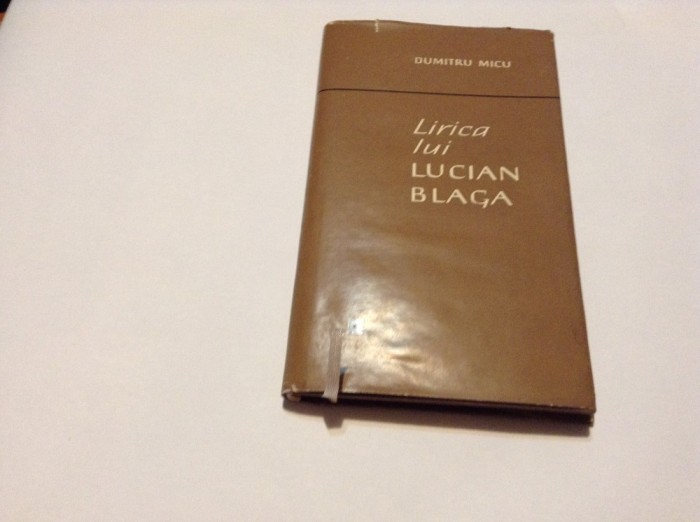 DUMITRU MICU
Lirica
lui
LUCIAN
BLAGA